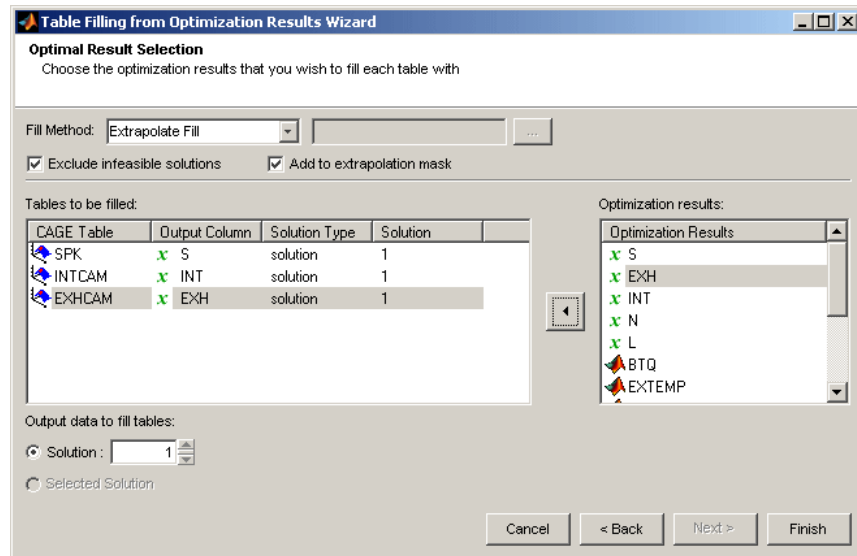 Table Filling from Optimization Results Wizard
Optimal Result Selection
Choose the optimization results that you wish to fill each table with
Fill Method: Extrapolate Fill ...
Exclude infeasible solutions Add to extrapolation mask
Tables to be filled: Optimization results:
CAGE Table Output Column Solution Type Solution Optimization Results
SPK x S solution 1 x S
INTCAM x INT solution 1 x EXH
EXHCAM x EXH solution 1 x INT
x N
x L
BTQ
EXTEMP
Output data to fill tables:
Solution : 1
Selected Solution
Cancel < Back Next > Finish